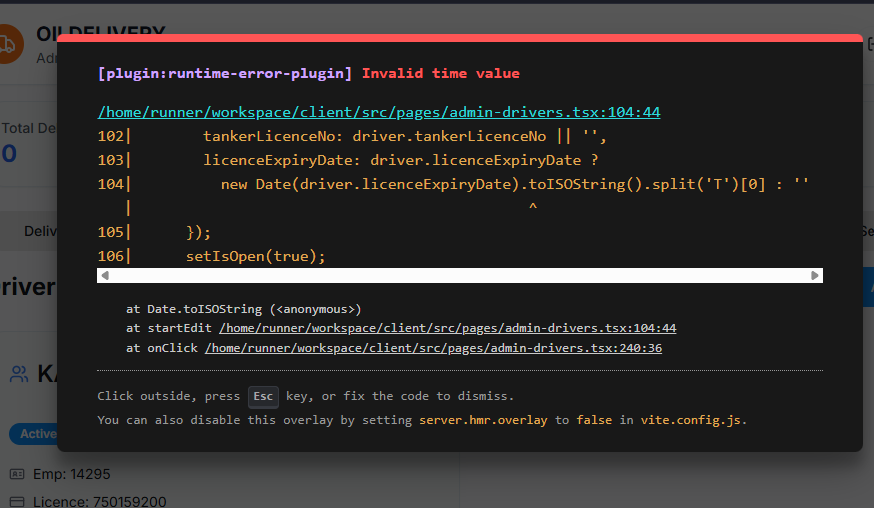 OILDELIVERY
[plugin:runtime-error-plugin] Invalid time value
/home/runner/workspace/client/src/pages/admin-drivers.tsx:104:44
102|        tankerLicenceNo: driver.tankerLicenceNo || '',
103|        licenceExpiryDate: driver.licenceExpiryDate ?
104|          new Date(driver.licenceExpiryDate).toISOString().split('T')[0] : ''
   |                                             ^
105|      });
106|      setIsOpen(true);
at Date.toISOString (<anonymous>)
at startEdit /home/runner/workspace/client/src/pages/admin-drivers.tsx:104:44
at onClick /home/runner/workspace/client/src/pages/admin-drivers.tsx:240:36
Click outside, press Esc key, or fix the code to dismiss.
You can also disable this overlay by setting server.hmr.overlay to false in vite.config.js.
Adm
Total De
0
Deliv
Se
river
KA
Active
Emp: 14295
Licence: 750159200